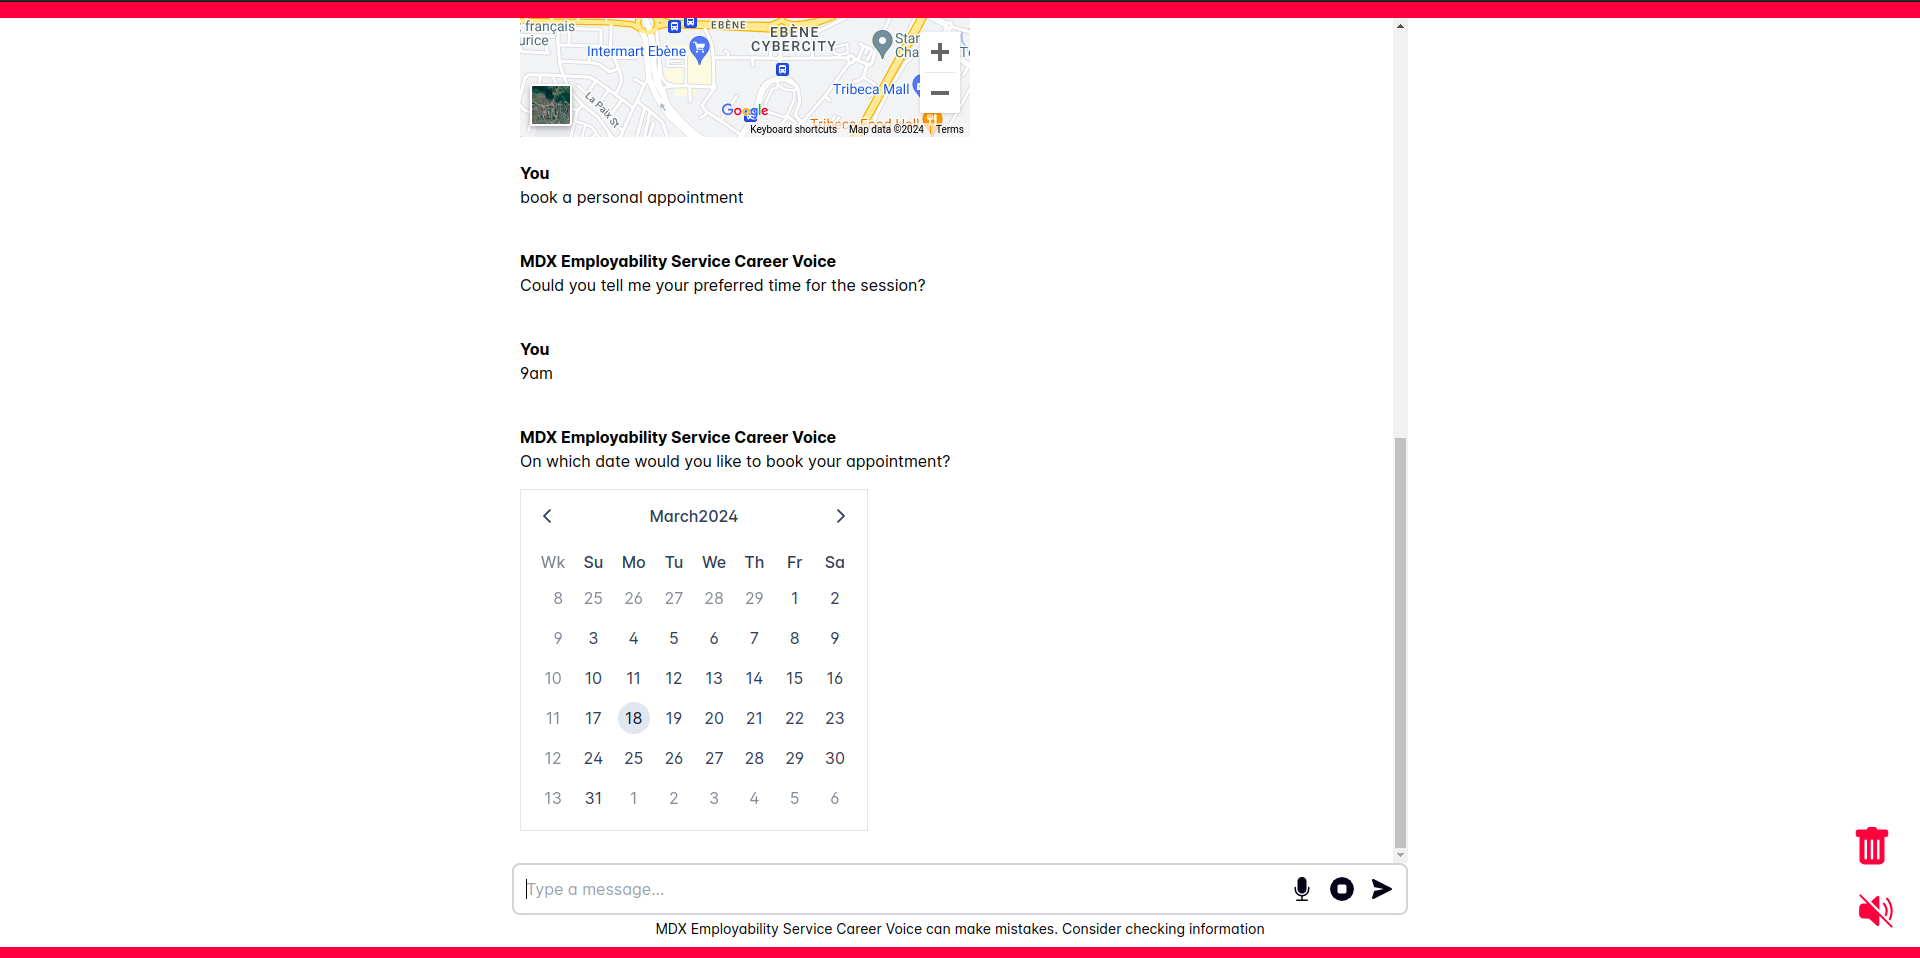 français
urice
EBÈNE
EBÈNE
CYBERCITY
Intermart Ebène
Star
Cha
Tribeca Mall
La Paix St
Google
Tribeca Food Hall
Keyboard shortcuts Map data ©2024 Terms
You
book a personal appointment
MDX Employability Service Career Voice
Could you tell me your preferred time for the session?
You
9am
MDX Employability Service Career Voice
On which date would you like to book your appointment?
March2024
Wk Su Mo Tu We Th Fr Sa
8 25 26 27 28 29 1 2
9 3 4 5 6 7 8 9
10 10 11 12 13 14 15 16
11 17 18 19 20 21 22 23
12 24 25 26 27 28 29 30
13 31 1 2 3 4 5 6
Type a message...
MDX Employability Service Career Voice can make mistakes. Consider checking information